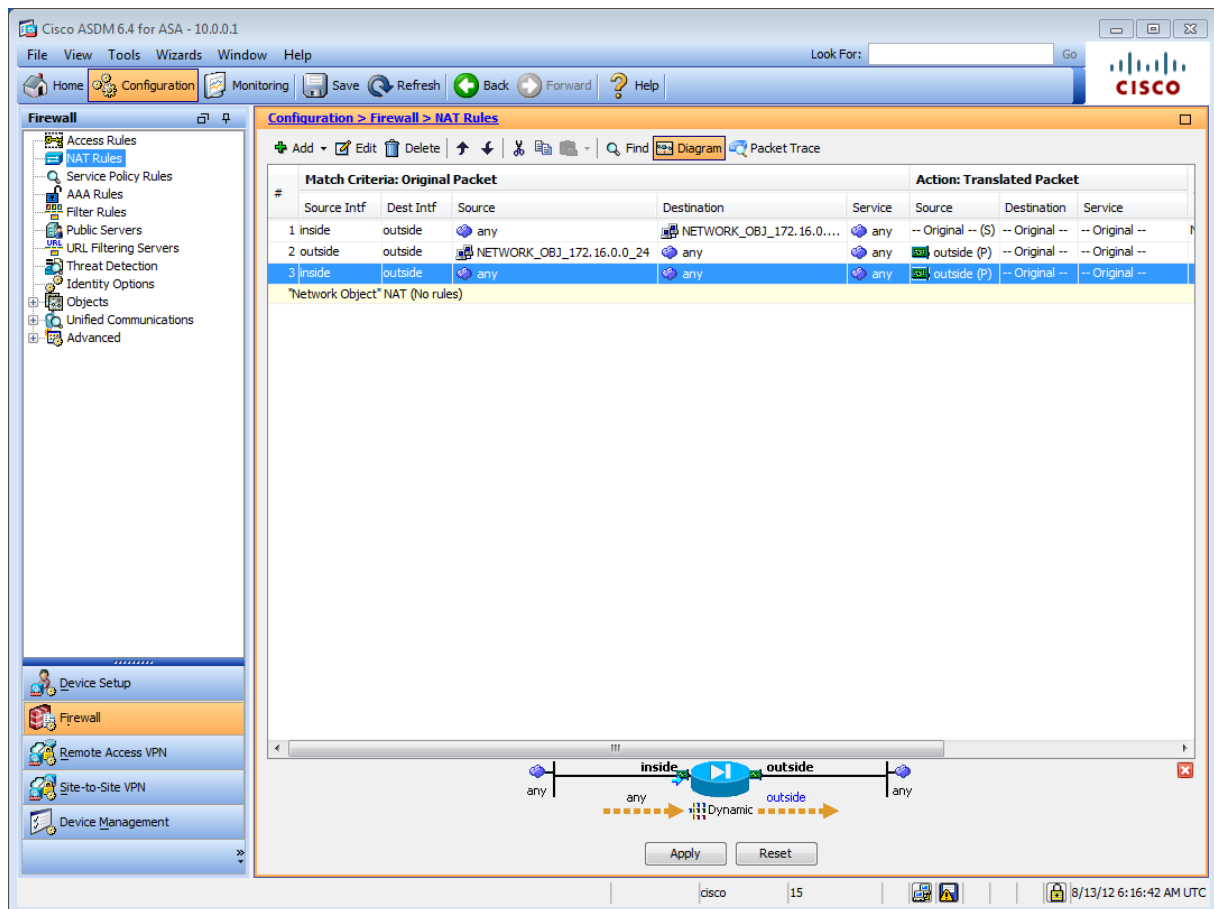 Cisco ASDM 6.4 for ASA - 10.0.0.1
File View Tools Wizards Window Help Look For: Go
Home Configuration Monitoring Save Refresh Back Forward Help
CISCO
Firewall
Access Rules
NAT Rules
Service Policy Rules
AAA Rules
Filter Rules
Public Servers
URL Filtering Servers
Threat Detection
Identity Options
Objects
Unified Communications
Advanced
Device Setup
Firewall
Remote Access VPN
Site-to-Site VPN
Device Management
Configuration > Firewall > NAT Rules
Add Edit Delete Find Diagram Packet Trace
# Match Criteria: Original Packet Action: Translated Packet
Source Intf Dest Intf Source Destination Service Source Destination Service
1 inside outside any NETWORK_OBJ_172.16.0.... any -- Original -- (S) -- Original -- -- Original --
2 outside outside NETWORK_OBJ_172.16.0.0_24 any any outside (P) -- Original -- -- Original --
3 inside outside any any any outside (P) -- Original -- -- Original --
"Network Object" NAT (No rules)
inside outside
any any outside any
Dynamic
Apply Reset
cisco 15 8/13/12 6:16:42 AM UTC